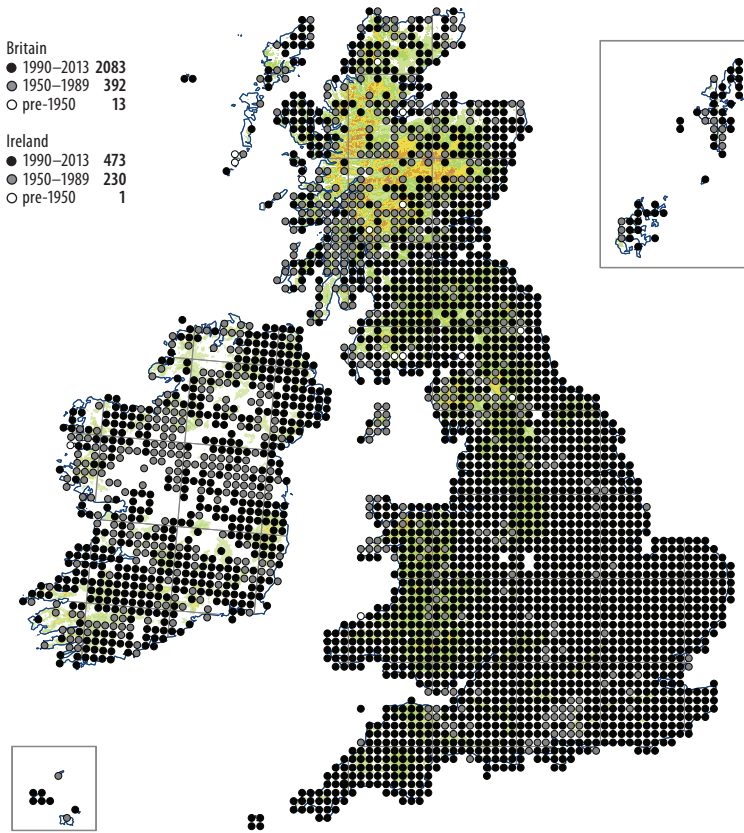 Britain
1990–2013 2083
1950–1989 392
pre-1950 13
Ireland
1990–2013 473
1950–1989 230
pre-1950 1